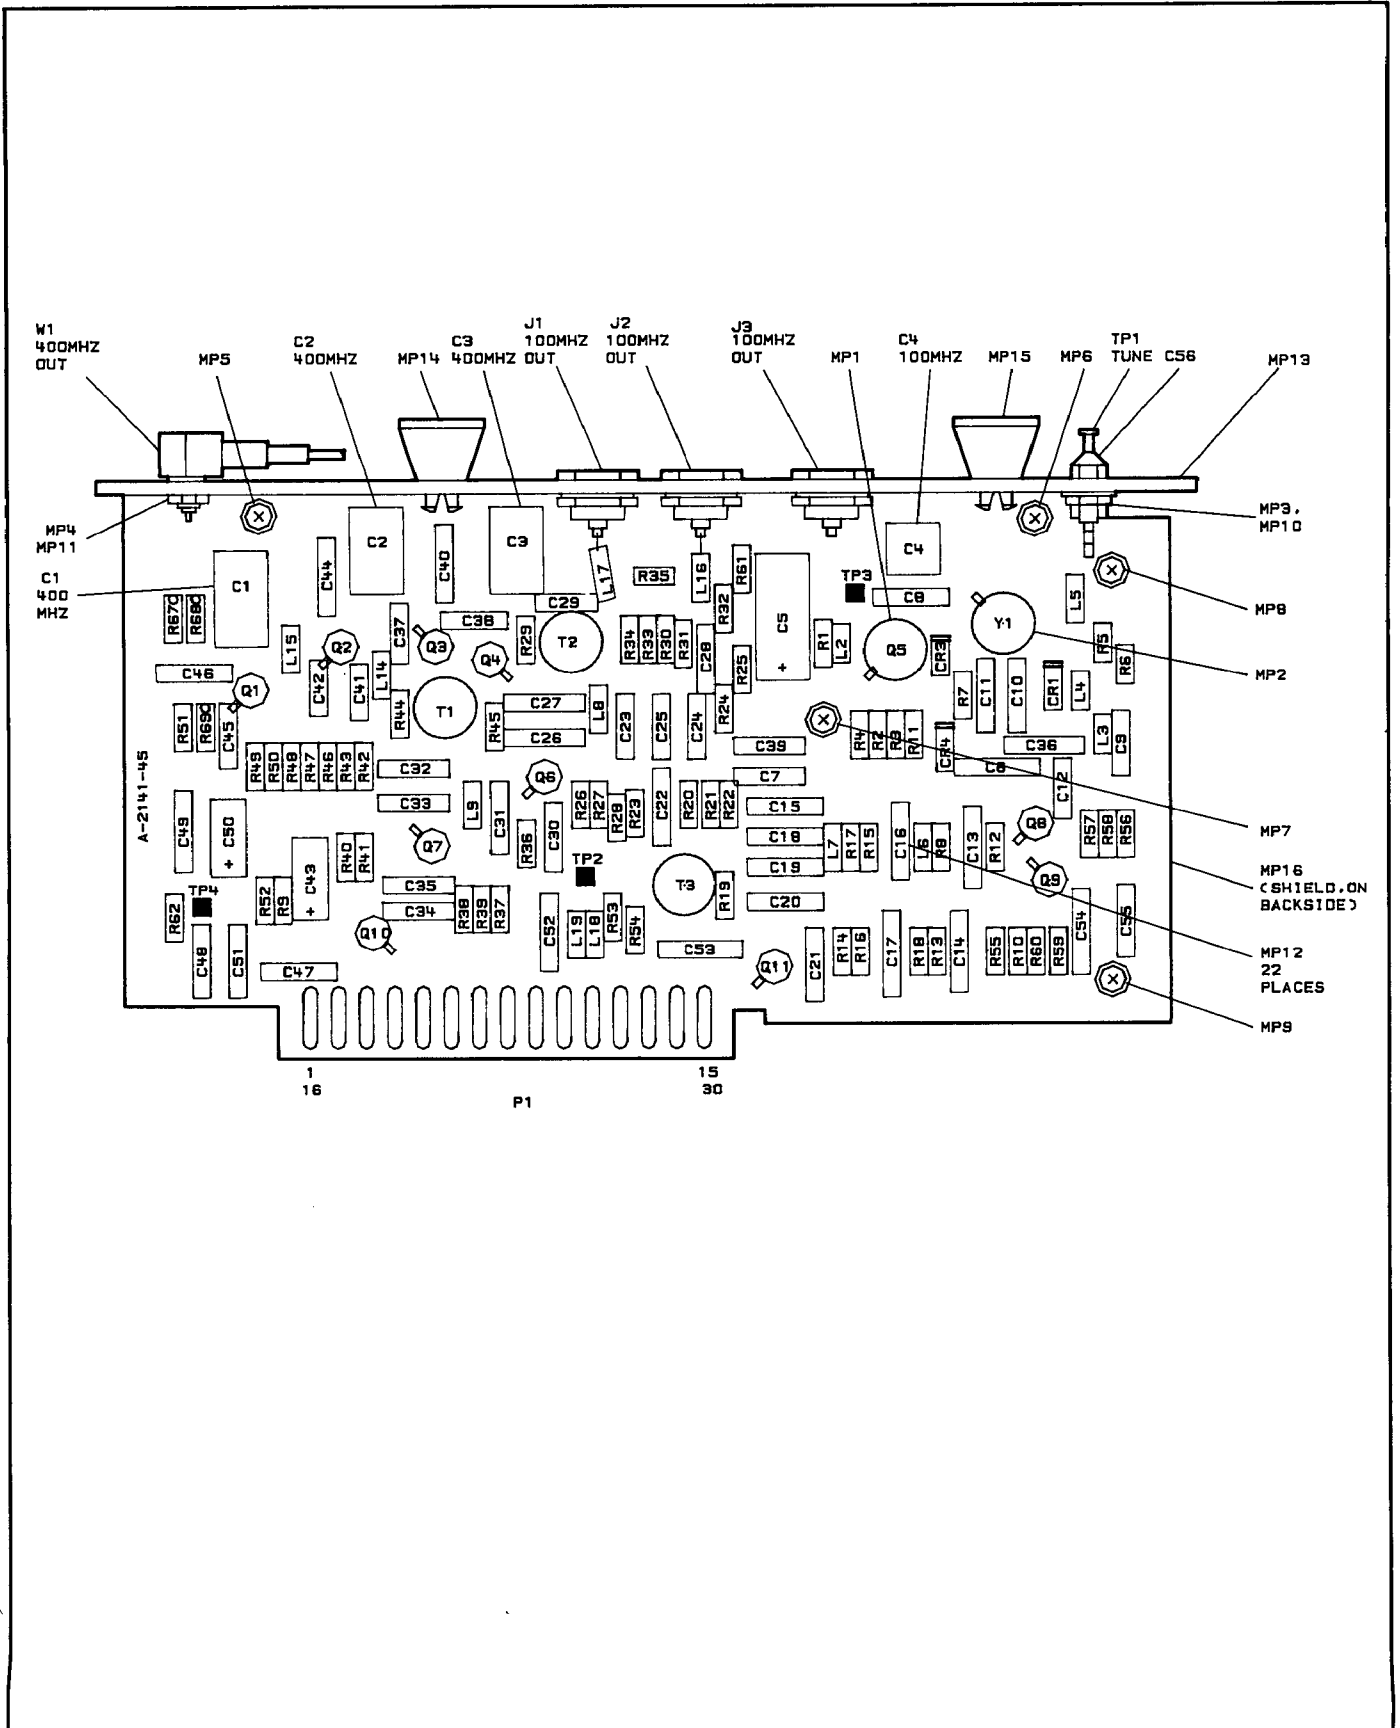 W1
400MHZ
OUT
MP5
C2
400MHZ
MP14
C3
400MHZ
J1
100MHZ
OUT
J2
100MHZ
OUT
J3
100MHZ
OUT
MP1
C4
100MHZ
MP15
MP6
TP1
TUNE
C56
MP13
MP4
MP11
MP3,
MP10
C1
400
MHZ
C1
C2
C3
C4
C44
C40
L17
R35
L16
R61
TP3
C8
L5
MP8
R67
R68
C29
R32
C5
+
Y1
L15
Q2
C37
C38
Q3
Q4
R29
T2
R34
R33
R30
R31
C28
R25
R1
L2
Q5
CR3
R5
R6
MP2
C46
Q1
C42
C41
L14
R44
T1
C27
L8
R24
R7
C11
C10
CR1
L4
R51
R69
C45
R45
C26
C23
C25
C24
C39
R4
R2
R3
R11
CR4
C36
L3
C9
A-2141-45
R49
R50
R48
R47
R46
R43
R42
C32
Q6
C7
C6
C12
C49
C50
+
C33
L9
C31
R26
R27
R28
R23
C22
R20
R21
R22
C15
Q8
R57
R58
R56
MP7
R40
R41
Q7
R36
C30
C18
L7
R17
R15
C16
L6
R8
C13
R12
TP4
R52
R9
C43
+
C35
TP2
T3
R19
C19
Q9
MP16
(SHIELD,ON
BACKSIDE)
R62
C34
R38
R39
R37
C20
C54
C55
Q10
C52
L19
L18
R53
R54
C53
C48
C51
C47
Q11
C21
R14
R16
C17
R18
R13
C14
R55
R10
R60
R59
MP12
22
PLACES
MP9
1
16
15
30
P1